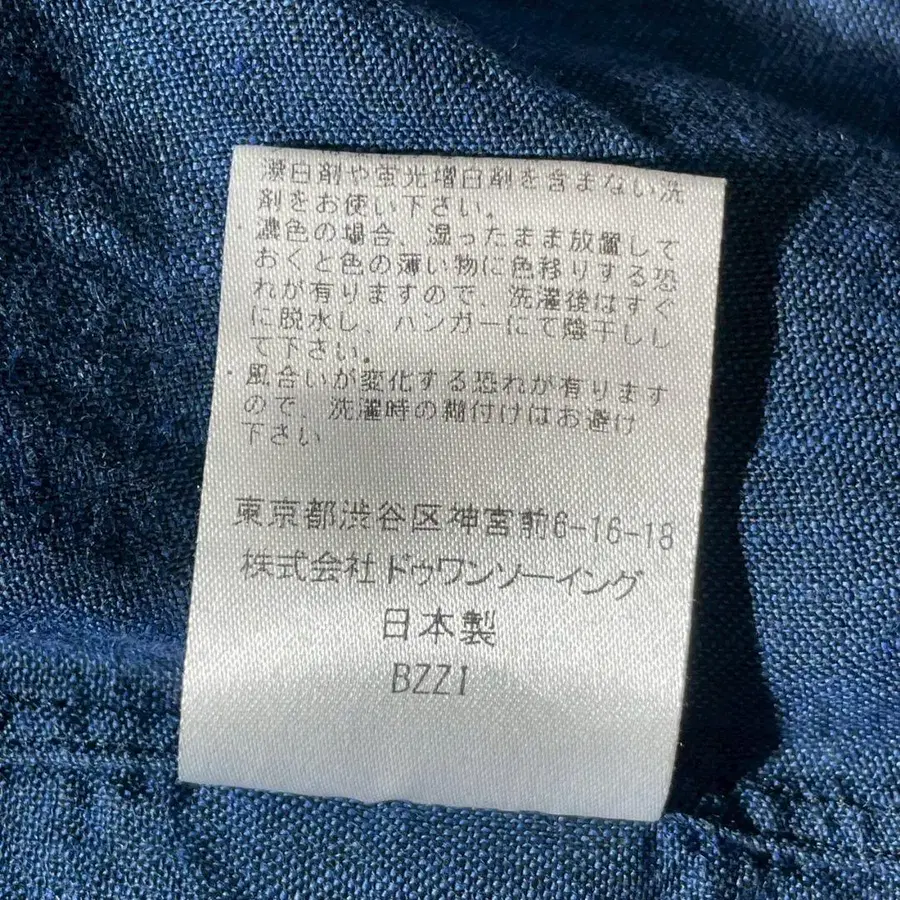 漂白剤や蛍光増白剤を含まない洗
剤をお使い下さい。
・濃色の場合、湿ったまま放置して
おくと色の薄い物に色移りする恐
れが有りますので、洗濯後はすぐ
に脱水し、ハンガーにて陰干しし
て下さい。
・風合いが変化する恐れが有ります
ので、洗濯時の糊付けはお避け
下さい
東京都渋谷区神宮前6-16-18
株式会社ドゥワンソーイング
日本製
BZZI